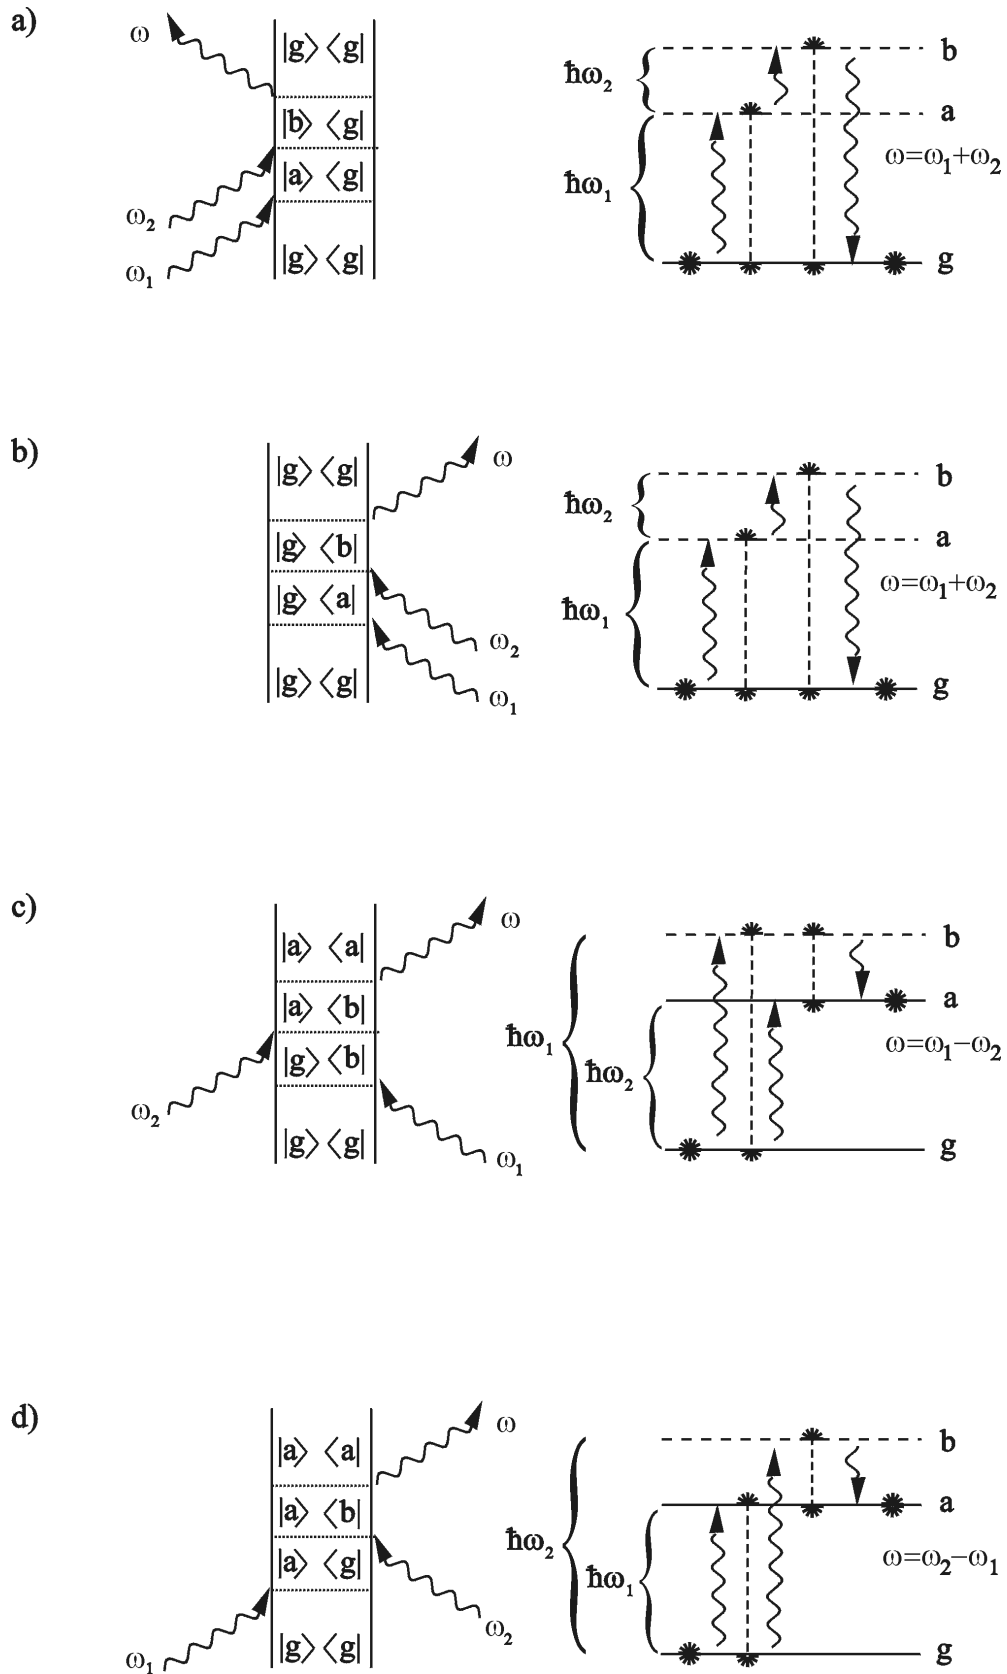 a)
ω
|g⟩ ⟨g|
|b⟩ ⟨g|
|a⟩ ⟨g|
|g⟩ ⟨g|
ω₂
ω₁
ħω₂
ħω₁
b
a
ω=ω₁+ω₂
g
b)
|g⟩ ⟨g|
|g⟩ ⟨b|
|g⟩ ⟨a|
|g⟩ ⟨g|
ω
ω₂
ω₁
ħω₂
ħω₁
b
a
ω=ω₁+ω₂
g
c)
|a⟩ ⟨a|
|a⟩ ⟨b|
|g⟩ ⟨b|
|g⟩ ⟨g|
ω
ω₂
ω₁
ħω₁
ħω₂
b
a
ω=ω₁−ω₂
g
d)
|a⟩ ⟨a|
|a⟩ ⟨b|
|a⟩ ⟨g|
|g⟩ ⟨g|
ω
ω₂
ω₁
ħω₂
ħω₁
b
a
ω=ω₂−ω₁
g